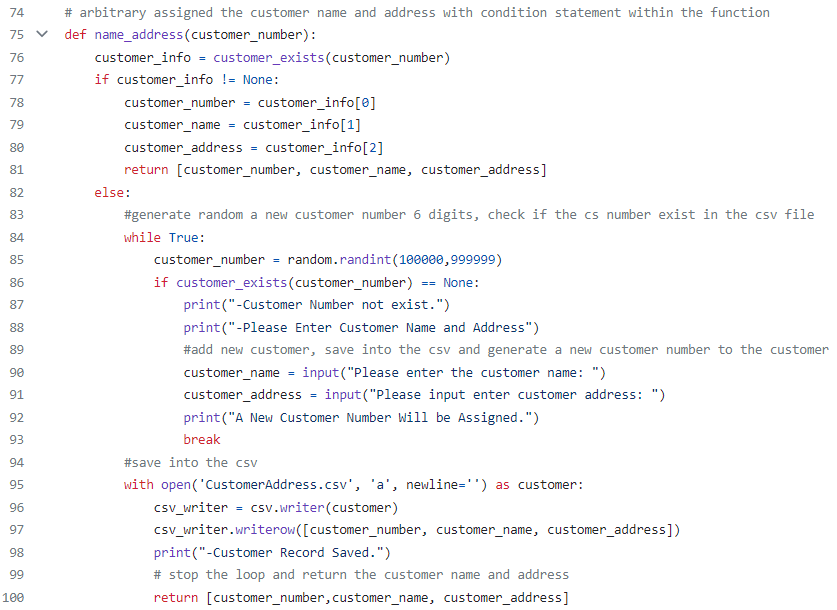 74 # arbitrary assigned the customer name and address with condition statement within the function
75 def name_address(customer_number):
76 customer_info = customer_exists(customer_number)
77 if customer_info != None:
78 customer_number = customer_info[0]
79 customer_name = customer_info[1]
80 customer_address = customer_info[2]
81 return [customer_number, customer_name, customer_address]
82 else:
83 #generate random a new customer number 6 digits, check if the cs number exist in the csv file
84 while True:
85 customer_number = random.randint(100000,999999)
86 if customer_exists(customer_number) == None:
87 print("-Customer Number not exist.")
88 print("-Please Enter Customer Name and Address")
89 #add new customer, save into the csv and generate a new customer number to the customer
90 customer_name = input("Please enter the customer name: ")
91 customer_address = input("Please input enter customer address: ")
92 print("A New Customer Number Will be Assigned.")
93 break
94 #save into the csv
95 with open('CustomerAddress.csv', 'a', newline='') as customer:
96 csv_writer = csv.writer(customer)
97 csv_writer.writerow([customer_number, customer_name, customer_address])
98 print("-Customer Record Saved.")
99 # stop the loop and return the customer name and address
100 return [customer_number,customer_name, customer_address]